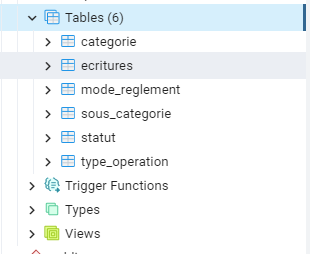 Tables (6)
categorie
ecritures
mode_reglement
sous_categorie
statut
type_operation
Trigger Functions
Types
Views